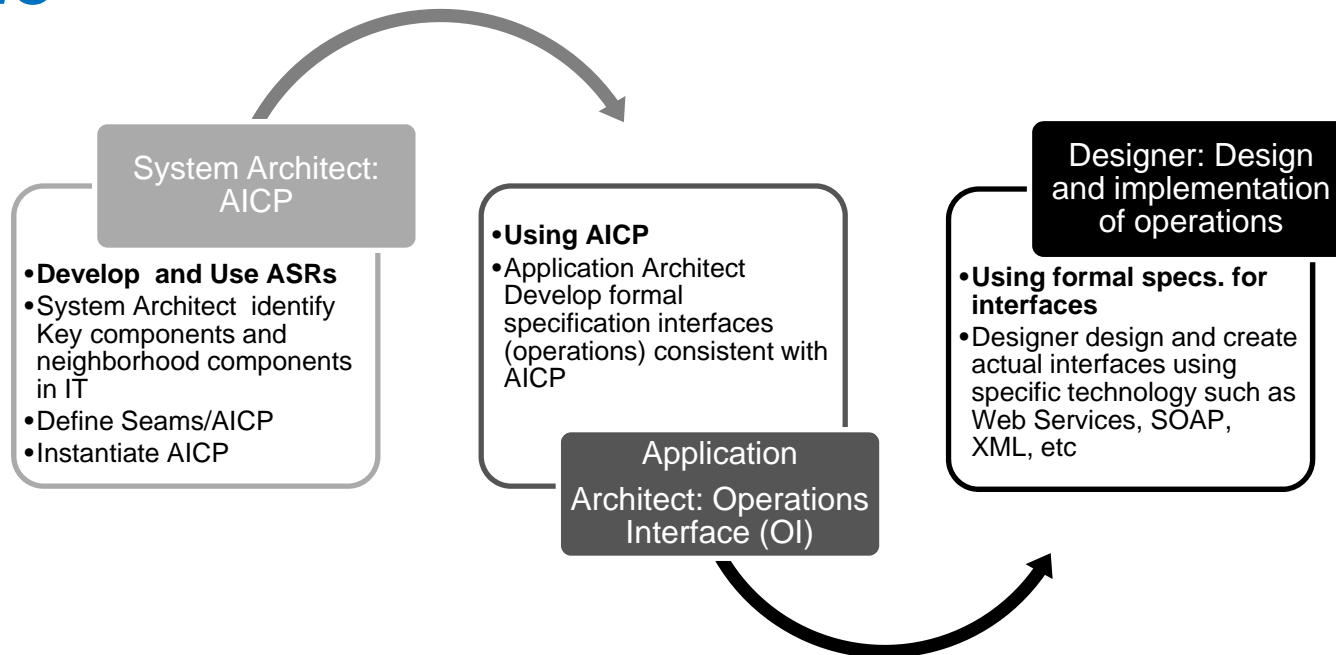 System Architect:
AICP
•Develop and Use ASRs
•System Architect identify
Key components and
neighborhood components
in IT
•Define Seams/AICP
•Instantiate AICP
•Using AICP
•Application Architect
Develop formal
specification interfaces
(operations) consistent with
AICP
Application
Architect: Operations
Interface (OI)
Designer: Design
and implementation
of operations
•Using formal specs. for
interfaces
•Designer design and create
actual interfaces using
specific technology such as
Web Services, SOAP,
XML, etc